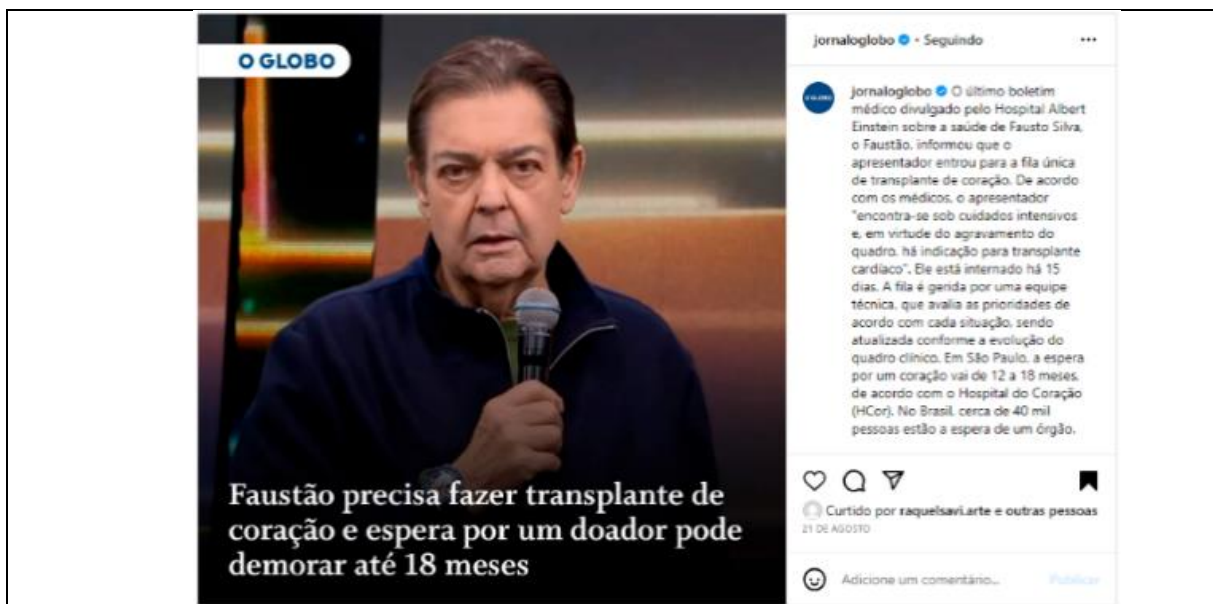 O GLOBO
Faustão precisa fazer transplante de
coração e espera por um doador pode
demorar até 18 meses
jornaloglobo • Seguindo
jornaloglobo O último boletim
médico divulgado pelo Hospital Albert
Einstein sobre a saúde de Fausto Silva,
o Faustão, informou que o
apresentador entrou para a fila única
de transplante de coração. De acordo
com os médicos, o apresentador
"encontra-se sob cuidados intensivos
e, em virtude do agravamento do
quadro, há indicação para transplante
cardíaco". Ele está internado há 15
dias. A fila é gerida por uma equipe
técnica, que avalia as prioridades de
acordo com cada situação, sendo
atualizada conforme a evolução do
quadro clínico. Em São Paulo, a espera
por um coração vai de 12 a 18 meses,
de acordo com o Hospital do Coração
(HCor). No Brasil, cerca de 40 mil
pessoas estão a espera de um órgão.
Curtido por raquelsavi.arte e outras pessoas
21 DE AGOSTO
Adicione um comentário...
Publicar